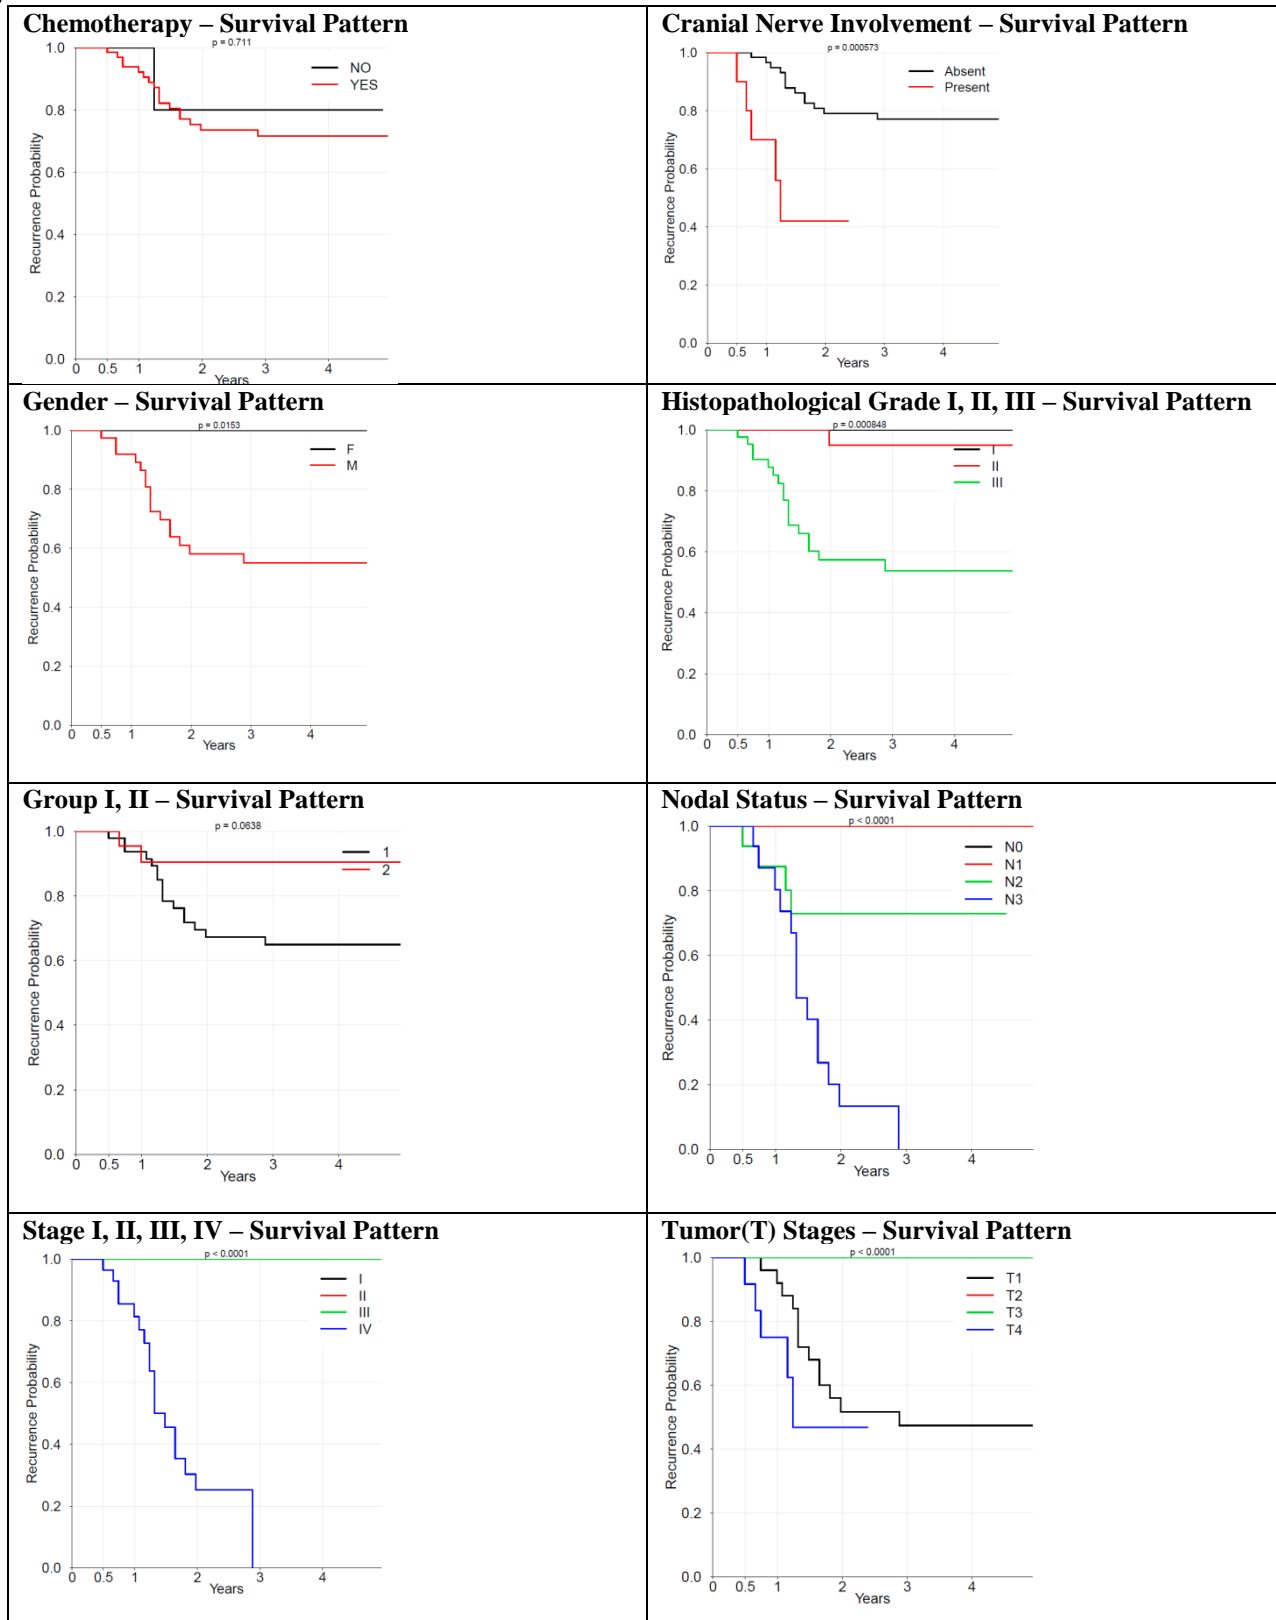 Chemotherapy – Survival Pattern
p = 0.711
NO
YES
1.0
0.8
0.6
0.4
0.2
0.0
Recurrence Probability
0 0.5 1 2 3 4
Years
Cranial Nerve Involvement – Survival Pattern
p = 0.000573
Absent
Present
1.0
0.8
0.6
0.4
0.2
0.0
Recurrence Probability
0 0.5 1 2 3 4
Gender – Survival Pattern
p = 0.0153
F
M
1.0
0.8
0.6
0.4
0.2
0.0
Recurrence Probability
0 0.5 1 2 3 4
Years
Histopathological Grade I, II, III – Survival Pattern
p = 0.000848
I
II
III
1.0
0.8
0.6
0.4
0.2
0.0
Recurrence Probability
0 0.5 1 2 3 4
Years
Group I, II – Survival Pattern
p = 0.0638
1
2
1.0
0.8
0.6
0.4
0.2
0.0
Recurrence Probability
0 0.5 1 2 3 4
Years
Nodal Status – Survival Pattern
p < 0.0001
N0
N1
N2
N3
1.0
0.8
0.6
0.4
0.2
0.0
Recurrence Probability
0 0.5 1 2 3 4
Years
Stage I, II, III, IV – Survival Pattern
p < 0.0001
I
II
III
IV
1.0
0.8
0.6
0.4
0.2
0.0
Recurrence Probability
0 0.5 1 2 3 4
Years
Tumor(T) Stages – Survival Pattern
p < 0.0001
T1
T2
T3
T4
1.0
0.8
0.6
0.4
0.2
0.0
Recurrence Probability
0 0.5 1 2 3 4
Years